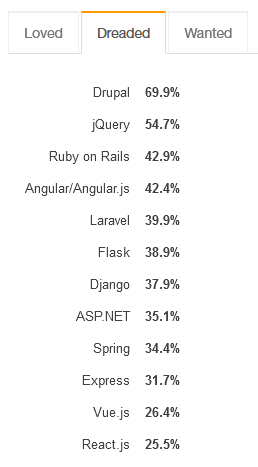 Loved Dreaded Wanted
Drupal 69.9%
jQuery 54.7%
Ruby on Rails 42.9%
Angular/Angular.js 42.4%
Laravel 39.9%
Flask 38.9%
Django 37.9%
ASP.NET 35.1%
Spring 34.4%
Express 31.7%
Vue.js 26.4%
React.js 25.5%